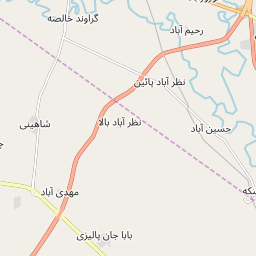 گراوند خالصه
رحیم آباد
نظر آباد پائین
شاهینی
نظر آباد بالا
حسین آباد
مهدی آباد
بابا جان پالیزی